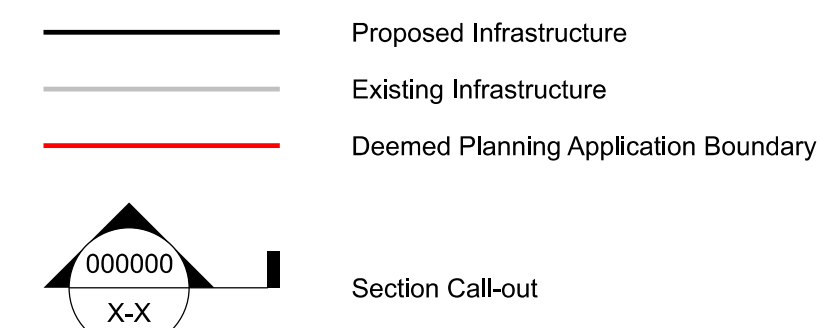 Proposed Infrastructure
Existing Infrastructure
Deemed Planning Application Boundary
000000
Section Call-out
X-X